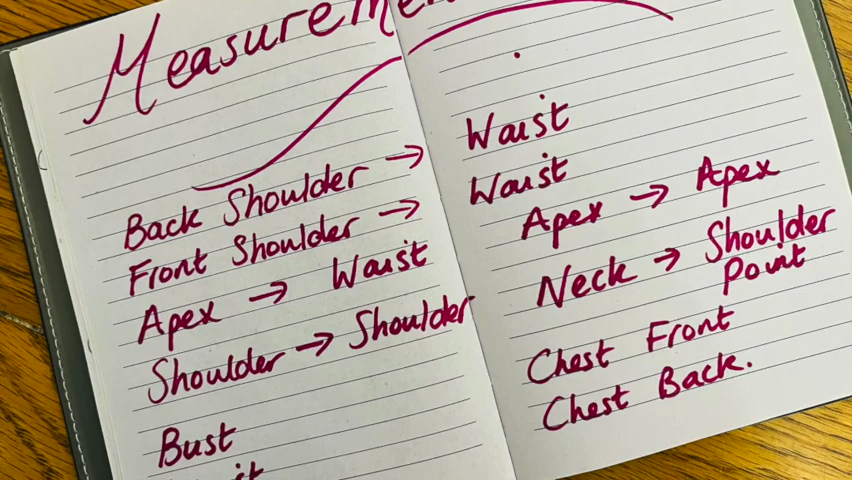 Back Shoulder → Waist
Front Shoulder → Waist
Apex → Waist
Shoulder → Shoulder
Bust
Apex → Apex
Neck → Shoulder
Point
Chest Front
Chest Back.